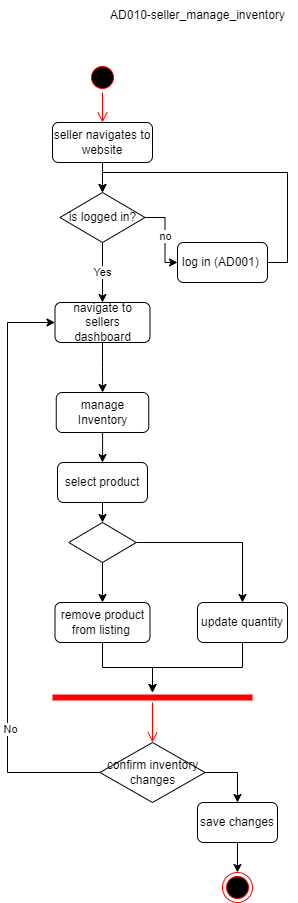 AD010-seller_manage_inventory
seller navigates to
website
is logged in?
no
log in (AD001)
Yes
navigate to
sellers
dashboard
manage
Inventory
select product
remove product
from listing
update quantity
No
confirm inventory
changes
save changes